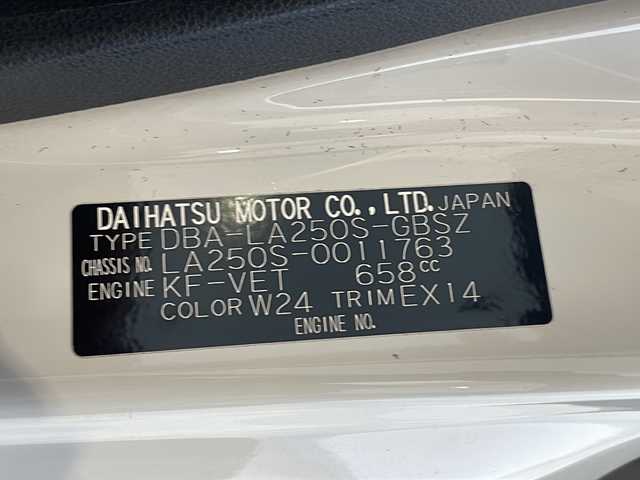 DAIHATSU MOTOR CO., LTD. JAPAN
TYPE DBA-LA250S-GBSZ
CHASSIS NO. LA250S-0011763
ENGINE KF-VET 658CC
COLOR W24 TRIM EX14
ENGINE NO.